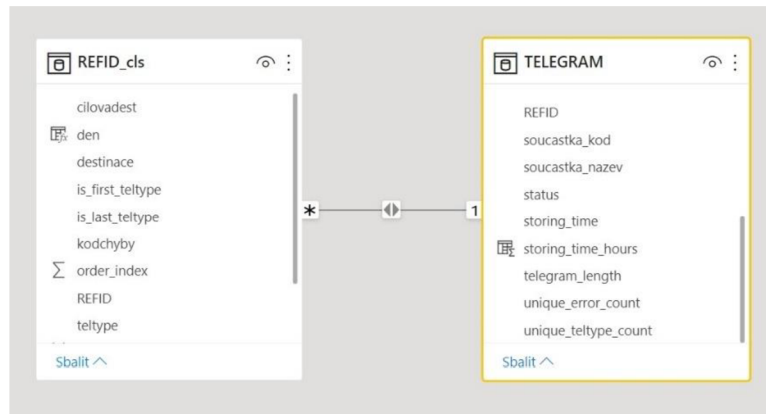 REFID_cls
cilovadest
den
destinace
is_first_teltype
is_last_teltype
kodchyby
order_index
REFID
teltype
Sbalit
* 1
TELEGRAM
REFID
soucastka_kod
soucastka_nazev
status
storing_time
storing_time_hours
telegram_length
unique_error_count
unique_teltype_count
Sbalit